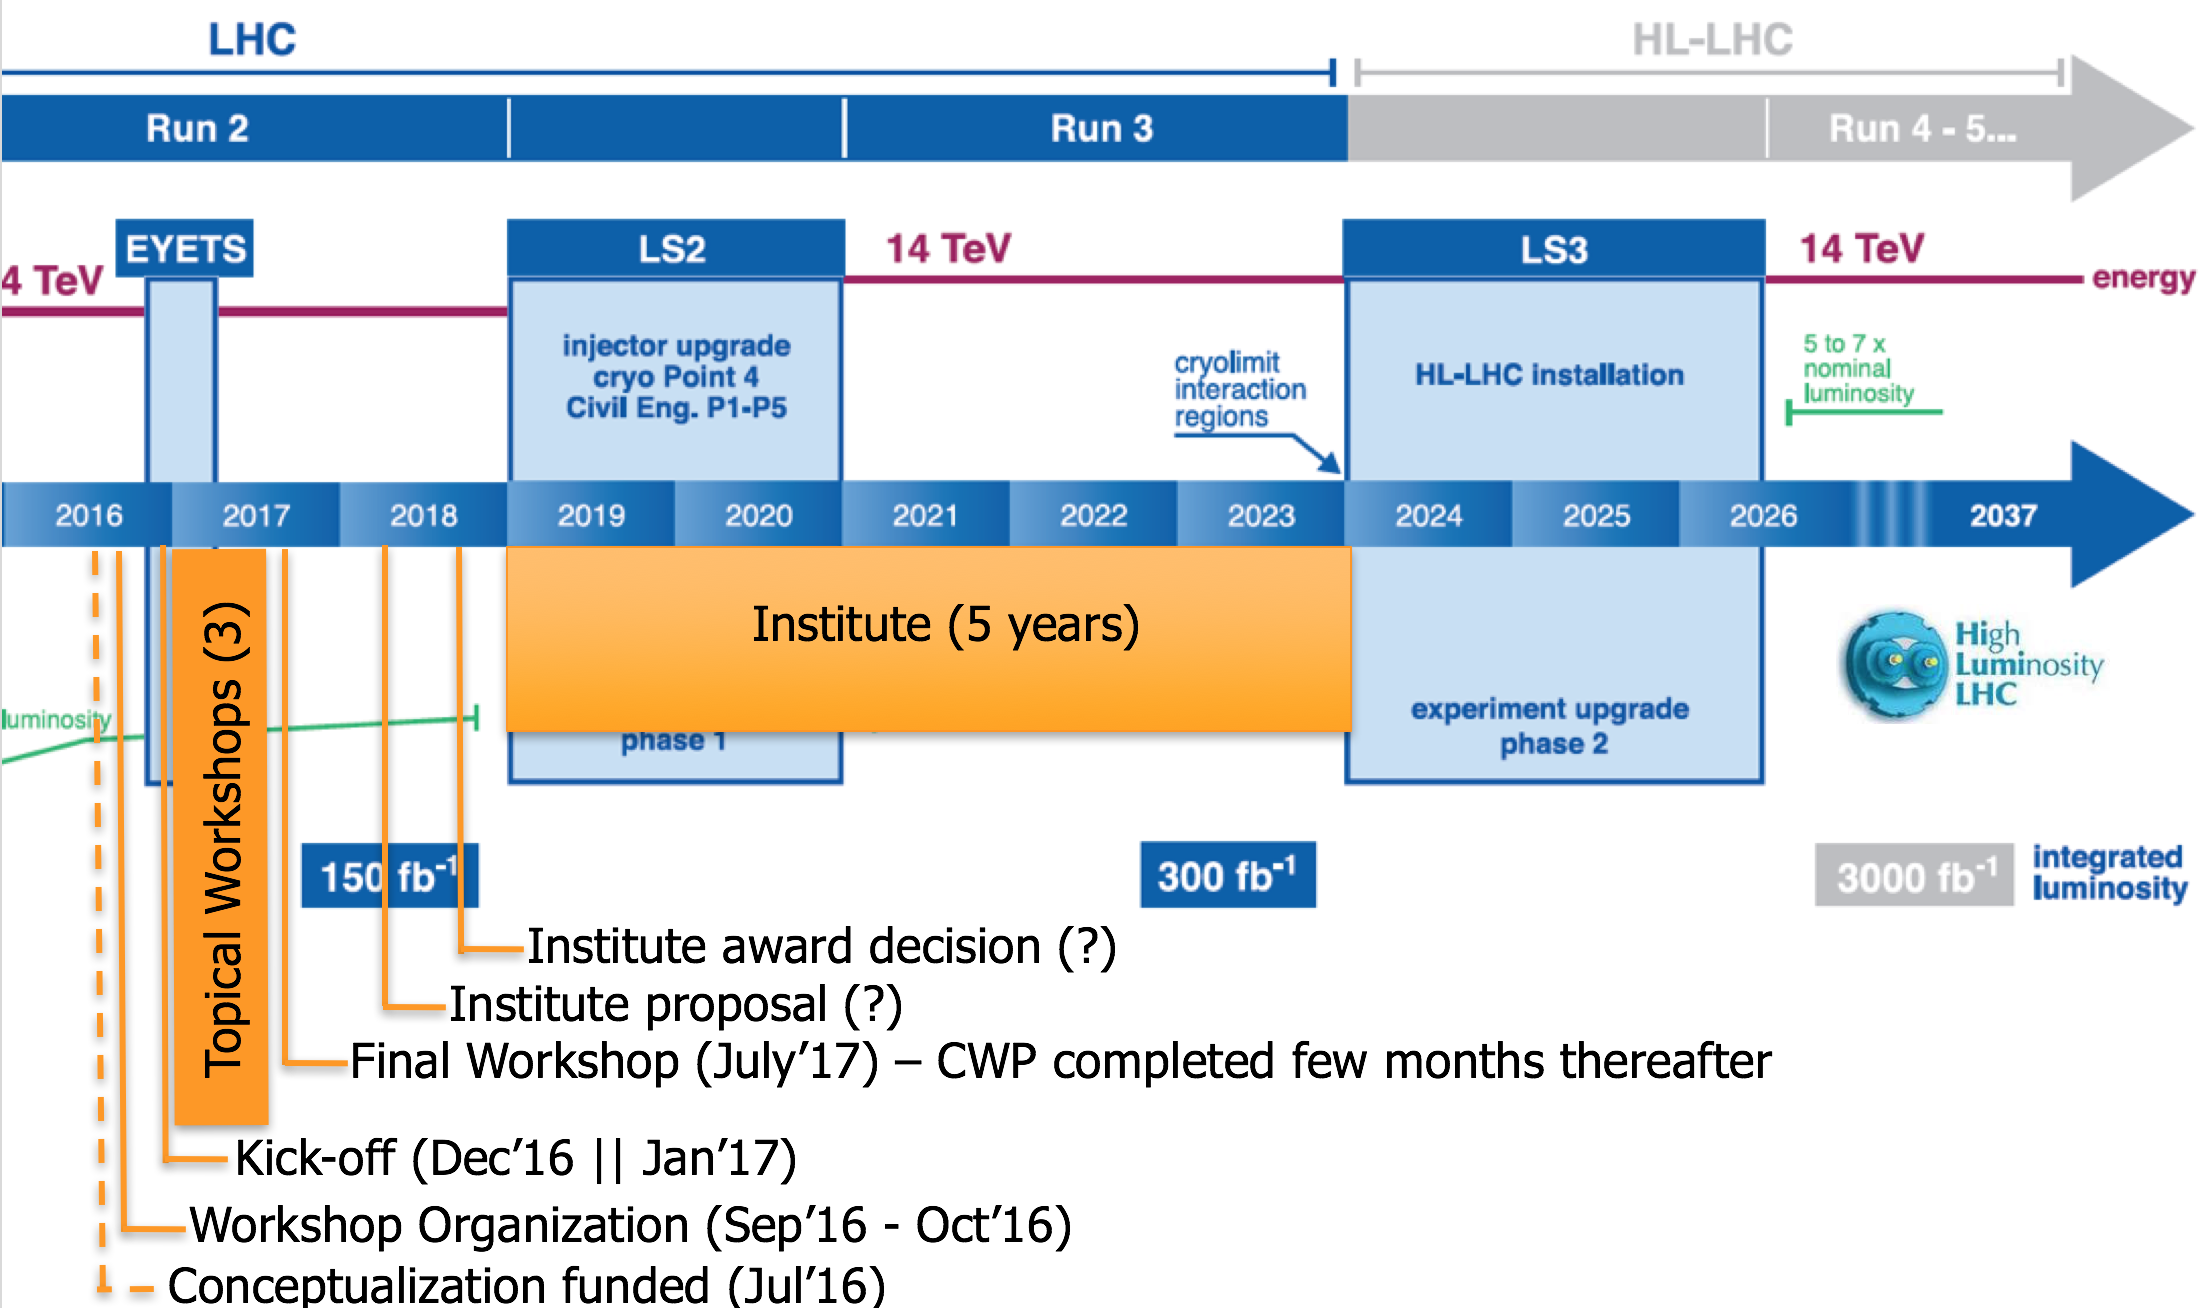 LHC
HL-LHC
Run 2
Run 3
Run 4 - 5...
EYETS
LS2
14 TeV
LS3
14 TeV
energy
4 TeV
injector upgrade
cryo Point 4
Civil Eng. P1-P5
cryolimit
interaction
regions
HL-LHC installation
5 to 7 x
nominal
luminosity
2016
2017
2018
2019
2020
2021
2022
2023
2024
2025
2026
2037
Institute (5 years)
Topical Workshops (3)
High
Luminosity
LHC
luminosity
phase 1
experiment upgrade
phase 2
150 fb-1
300 fb-1
3000 fb-1
integrated
luminosity
Institute award decision (?)
Institute proposal (?)
Final Workshop (July’17) – CWP completed few months thereafter
Kick-off (Dec’16 || Jan’17)
Workshop Organization (Sep’16 - Oct’16)
Conceptualization funded (Jul’16)